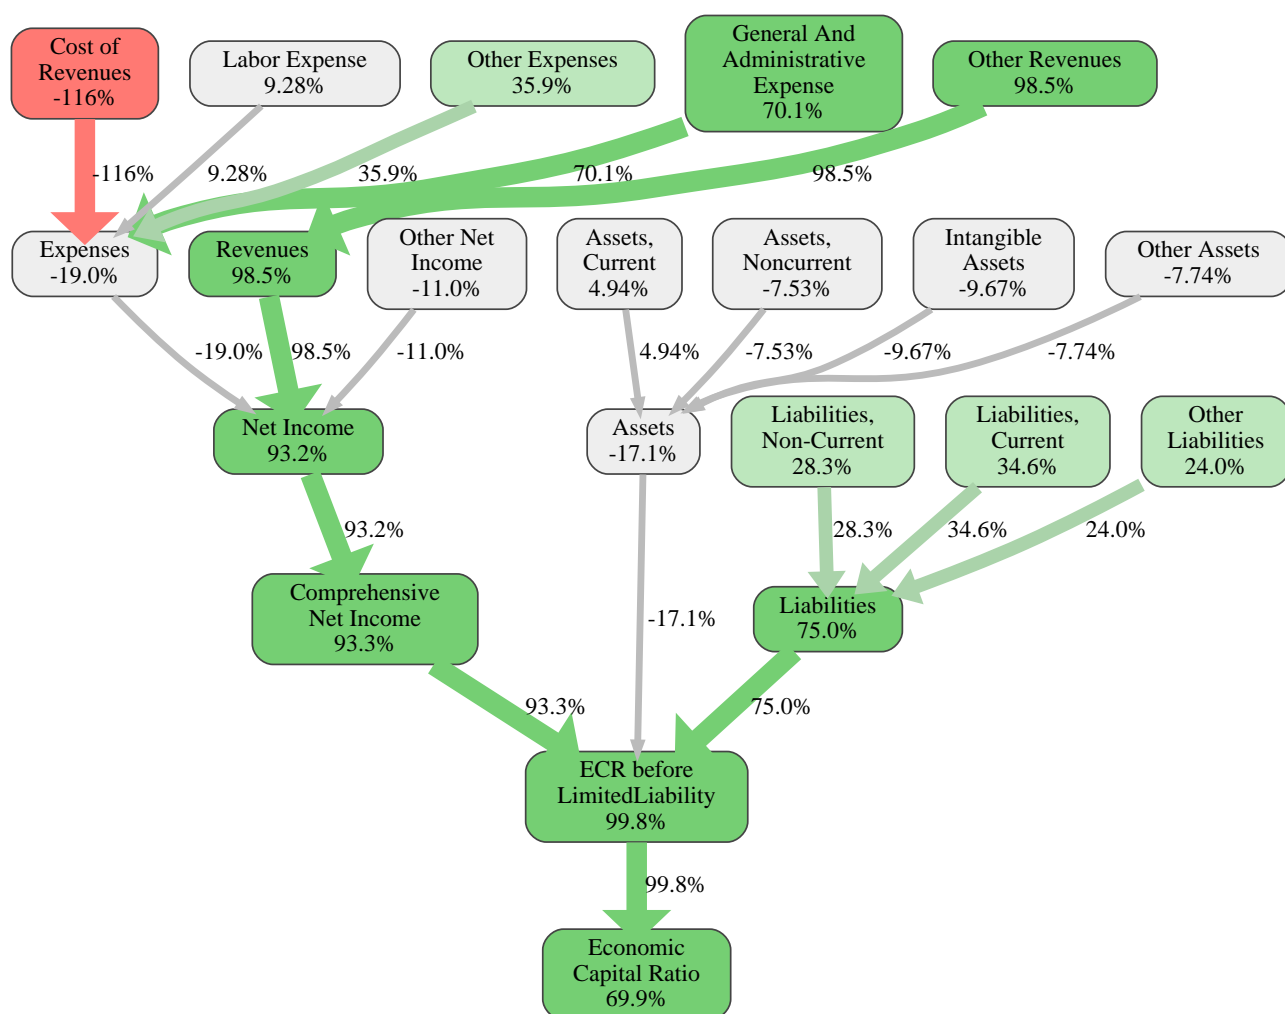 Cost of
Revenues
-116%
Labor Expense
9.28%
Other Expenses
35.9%
General And
Administrative
Expense
70.1%
Other Revenues
98.5%
-116%
9.28%
35.9%
70.1%
98.5%
Expenses
-19.0%
Revenues
98.5%
Other Net
Income
-11.0%
Assets,
Current
4.94%
Assets,
Noncurrent
-7.53%
Intangible
Assets
-9.67%
Other Assets
-7.74%
-19.0%
98.5%
-11.0%
4.94%
-7.53%
-9.67%
-7.74%
Net Income
93.2%
Assets
-17.1%
Liabilities,
Non-Current
28.3%
Liabilities,
Current
34.6%
Other
Liabilities
24.0%
93.2%
28.3%
34.6%
24.0%
Comprehensive
Net Income
93.3%
-17.1%
Liabilities
75.0%
93.3%
75.0%
ECR before
LimitedLiability
99.8%
99.8%
Economic
Capital Ratio
69.9%